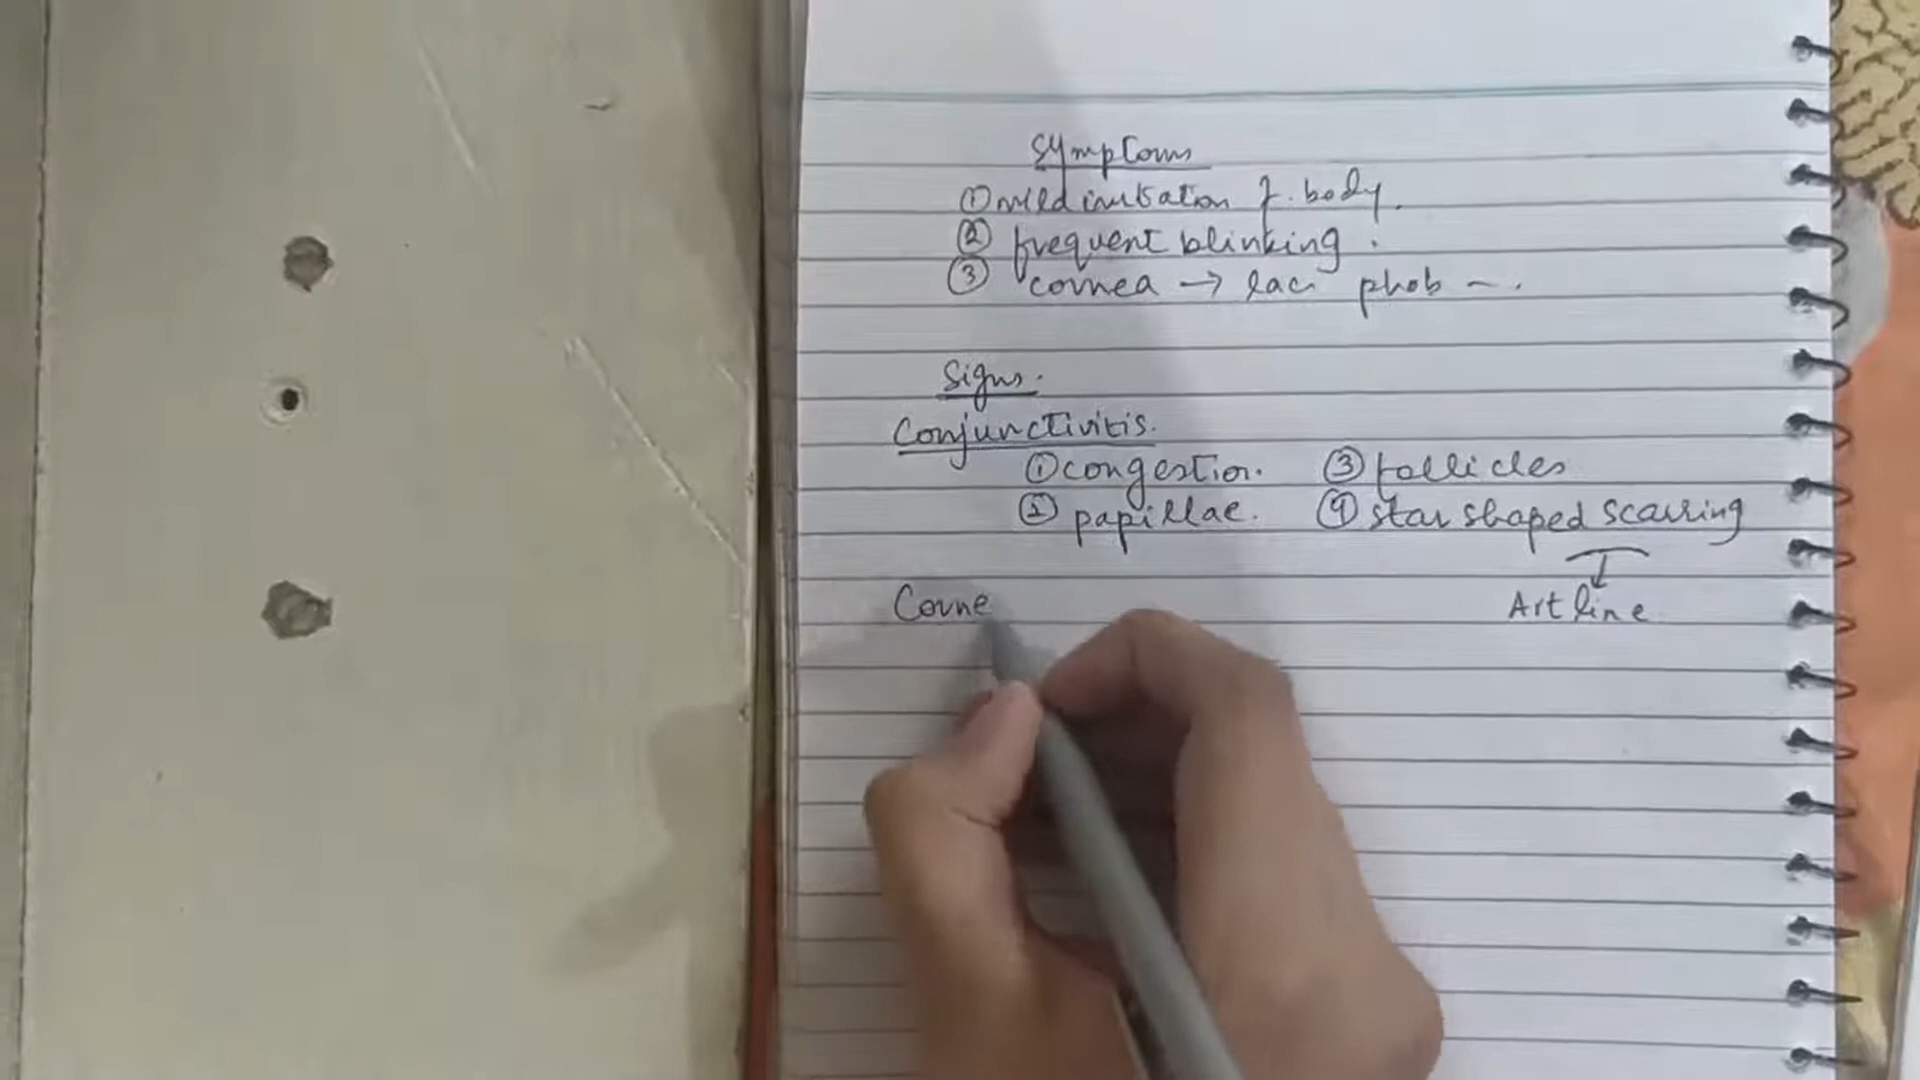 Symptoms
① mild irritation f. body.
② frequent blinking.
③ cornea → lac phob ~.
Signs.
Conjunctivitis.
① congestion. ③ follicles
② papillae. ④ star shaped scarring
Corne Art line